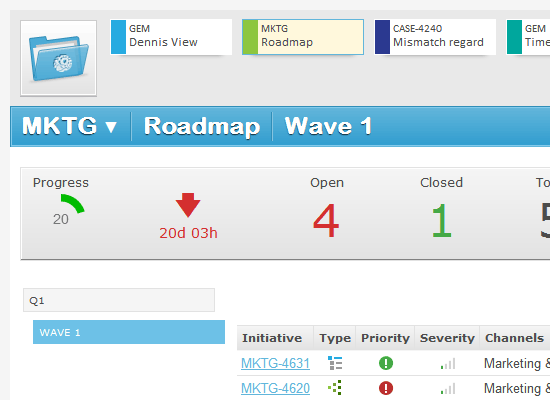 GEM
Dennis View
MKTG
Roadmap
CASE-4240
Mismatch regard
GEM
Time
MKTG ▾ Roadmap Wave 1
Progress Open Closed To
20 20d 03h 4 1 5
Q1
WAVE 1
Initiative Type Priority Severity Channels
MKTG-4631 Marketing &
MKTG-4620 Marketing &